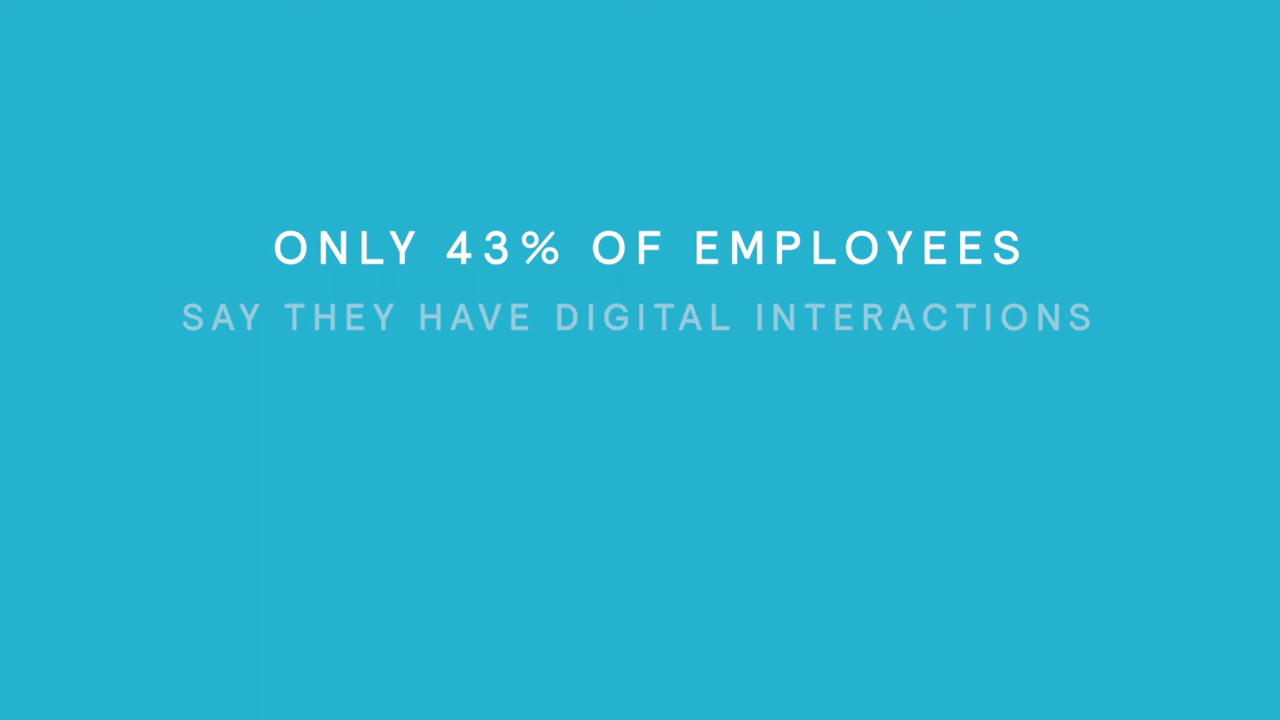 ONLY 43% OF EMPLOYEES
SAY THEY HAVE DIGITAL INTERACTIONS